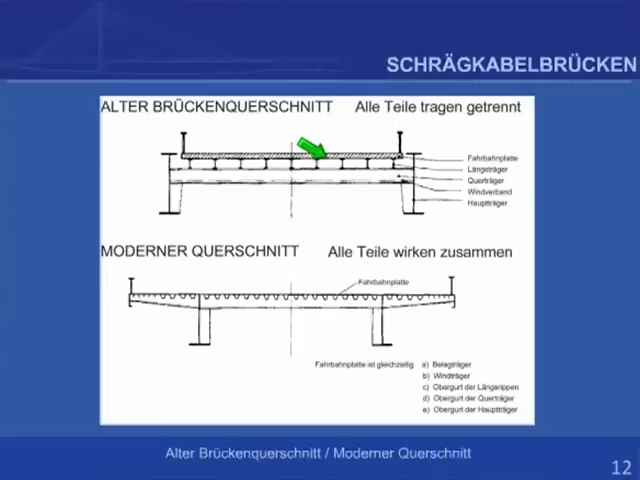 SCHRÄGKABELBRÜCKEN
ALTER BRÜCKENQUERSCHNITT Alle Teile tragen getrennt
Fahrbahnplatte
Längsträger
Querträger
Windverband
Hauptträger
MODERNER QUERSCHNITT Alle Teile wirken zusammen
Fahrbahnplatte
Fahrbahnplatte ist gleichzeitig a) Belagträger
b) Windträger
c) Obergurt der Längsrippen
d) Obergurt der Querträger
e) Obergurt der Hauptträger
Alter Brückenquerschnitt / Moderner Querschnitt
12